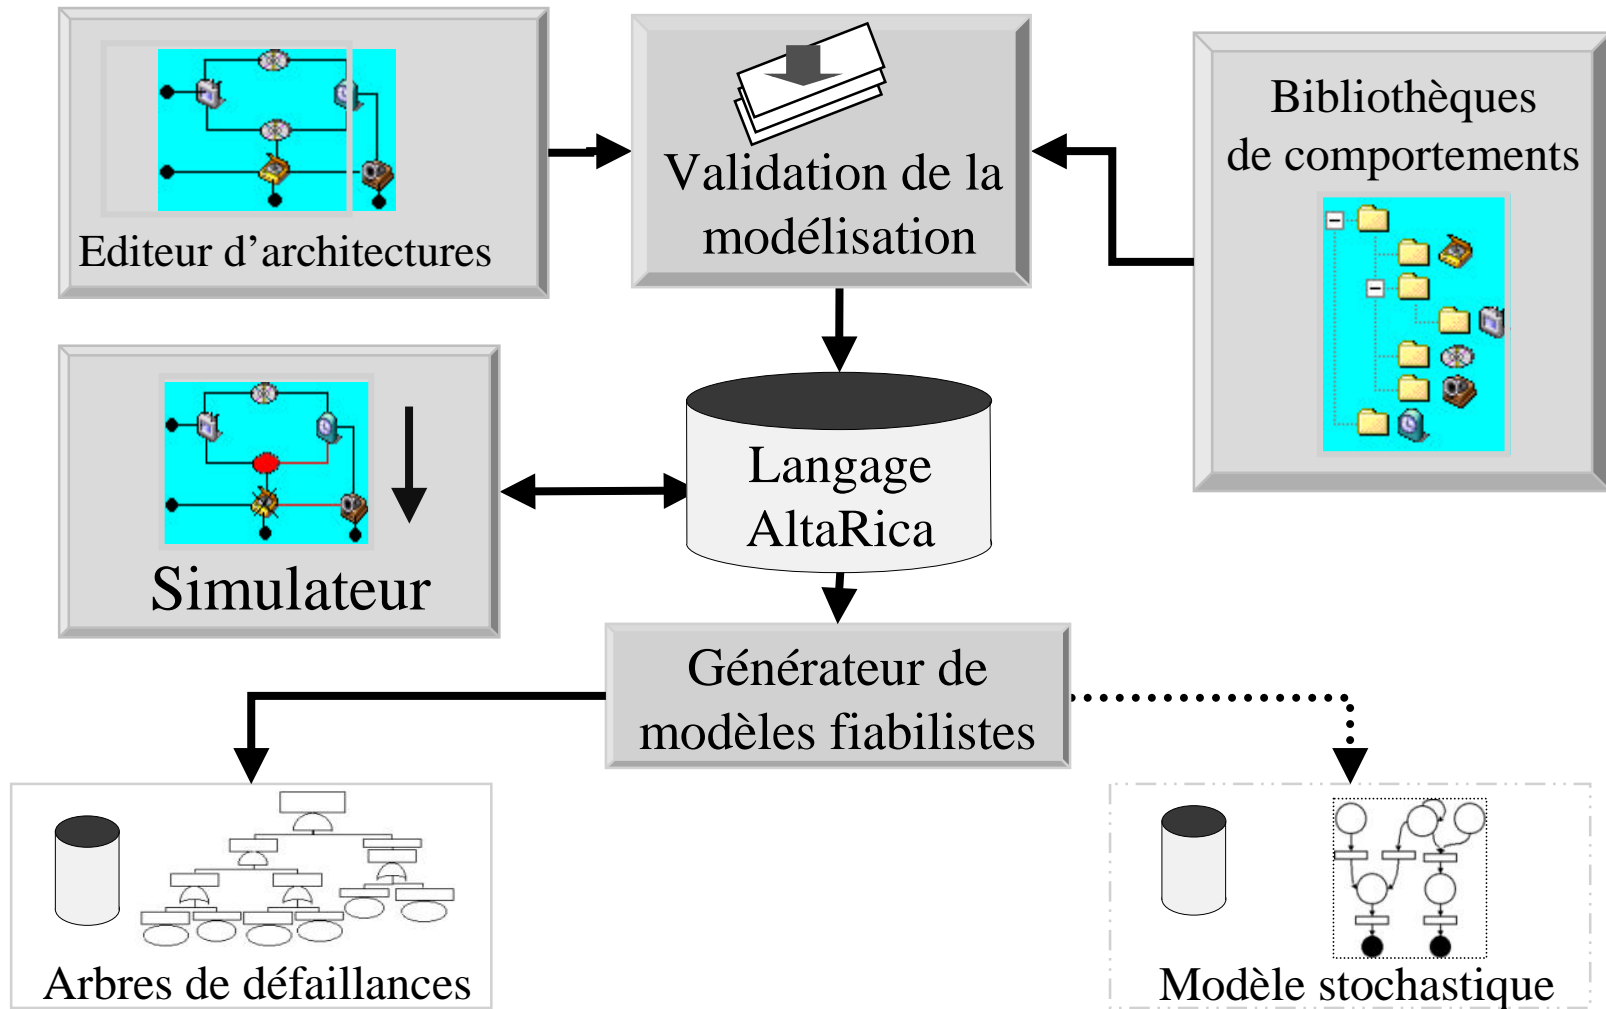 Editeur d’architectures
Validation de la
modélisation
Bibliothèques
de comportements
Simulateur
Langage
AltaRica
Générateur de
modèles fiabilistes
Arbres de défaillances
Modèle stochastique